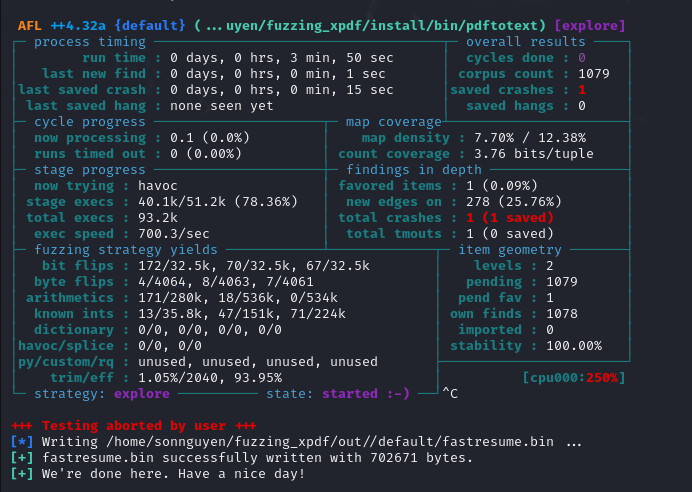 AFL ++4.32a {default} (...uyen/fuzzing_xpdf/install/bin/pdftotext) [explore]
process timing overall results
run time : 0 days, 0 hrs, 3 min, 50 sec cycles done : 0
last new find : 0 days, 0 hrs, 0 min, 1 sec corpus count : 1079
last saved crash : 0 days, 0 hrs, 0 min, 15 sec saved crashes : 1
last saved hang : none seen yet saved hangs : 0
cycle progress map coverage
now processing : 0.1 (0.0%) map density : 7.70% / 12.38%
runs timed out : 0 (0.00%) count coverage : 3.76 bits/tuple
stage progress findings in depth
now trying : havoc favored items : 1 (0.09%)
stage execs : 40.1k/51.2k (78.36%) new edges on : 278 (25.76%)
total execs : 93.2k total crashes : 1 (1 saved)
exec speed : 700.3/sec total tmouts : 1 (0 saved)
fuzzing strategy yields item geometry
bit flips : 172/32.5k, 70/32.5k, 67/32.5k levels : 2
byte flips : 4/4064, 8/4063, 7/4061 pending : 1079
arithmetics : 171/280k, 18/536k, 0/534k pend fav : 1
known ints : 13/35.8k, 47/151k, 71/224k own finds : 1078
dictionary : 0/0, 0/0, 0/0, 0/0 imported : 0
havoc/splice : 0/0, 0/0 stability : 100.00%
py/custom/rq : unused, unused, unused, unused
trim/eff : 1.05%/2040, 93.95% [cpu000:250%]
strategy: explore state: started :-) ^C
+++ Testing aborted by user +++
[*] Writing /home/sonnguyen/fuzzing_xpdf/out//default/fastresume.bin ...
[+] fastresume.bin successfully written with 702671 bytes.
[+] We're done here. Have a nice day!